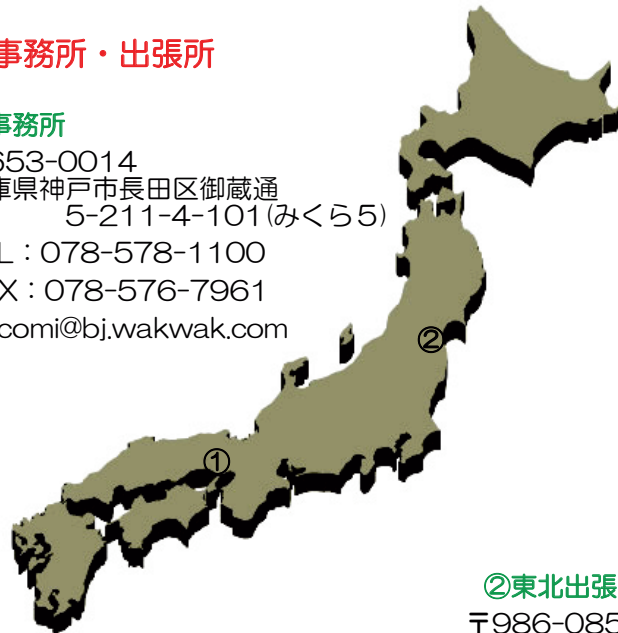 事務所・出張所
事務所
653-0014
庫県神戸市長田区御蔵通
5-211-4-101(みくら5)
L：078-578-1100
X：078-576-7961
comi@bj.wakwak.com
②
①
②東北出張
〒986-085